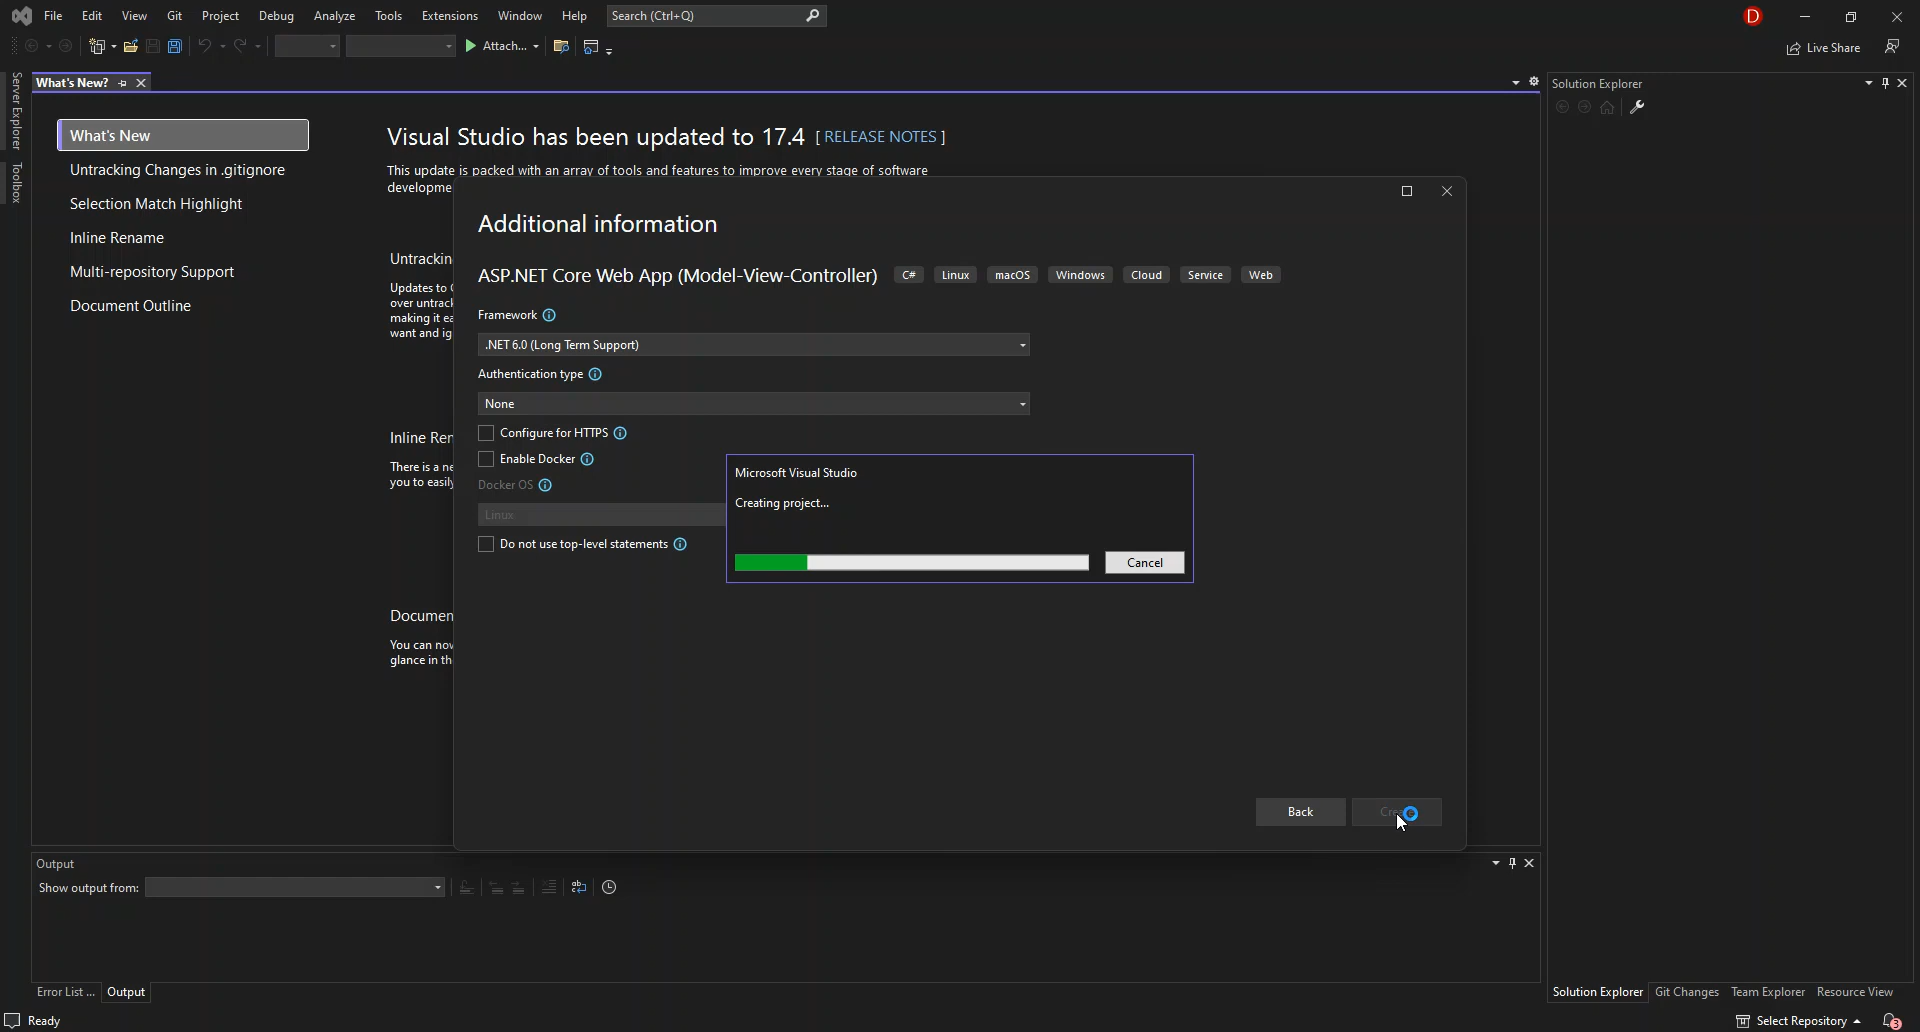 File Edit View Git Project Debug Analyze Tools Extensions Window Help Search (Ctrl+Q) D
Attach... Live Share
What's New? Solution Explorer
Server Explorer
Toolbox
What's New
Untracking Changes in .gitignore
Selection Match Highlight
Inline Rename
Multi-repository Support
Document Outline
Visual Studio has been updated to 17.4 [ RELEASE NOTES ]
This update is packed with an array of tools and features to improve every stage of software
developme
Untrackin
Updates to
over untrac
making it ea
want and ig
Inline Ren
There is a ne
you to easily
Documen
You can nov
glance in th
Additional information
ASP.NET Core Web App (Model-View-Controller) C# Linux macOS Windows Cloud Service Web
Framework
.NET 6.0 (Long Term Support)
Authentication type
None
Configure for HTTPS
Enable Docker
Docker OS
Linux
Do not use top-level statements
Microsoft Visual Studio
Creating project...
Cancel
Back
Output
Show output from:
Error List ... Output
Solution Explorer Git Changes Team Explorer Resource View
Ready Select Repository 3